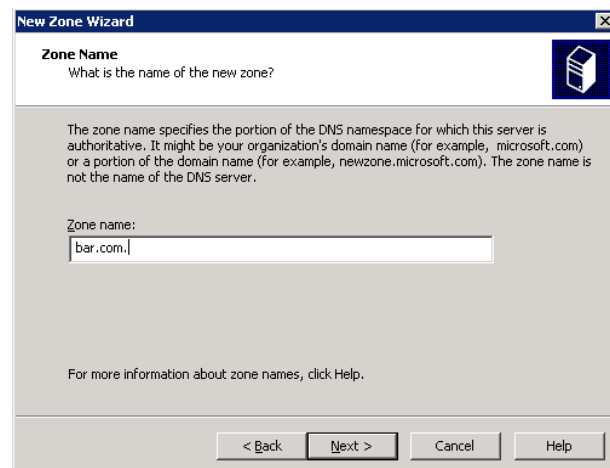 New Zone Wizard
Zone Name
What is the name of the new zone?
The zone name specifies the portion of the DNS namespace for which this server is
authoritative. It might be your organization's domain name (for example, microsoft.com)
or a portion of the domain name (for example, newzone.microsoft.com). The zone name is
not the name of the DNS server.
Zone name:
bar.com.
For more information about zone names, click Help.
< Back Next > Cancel Help